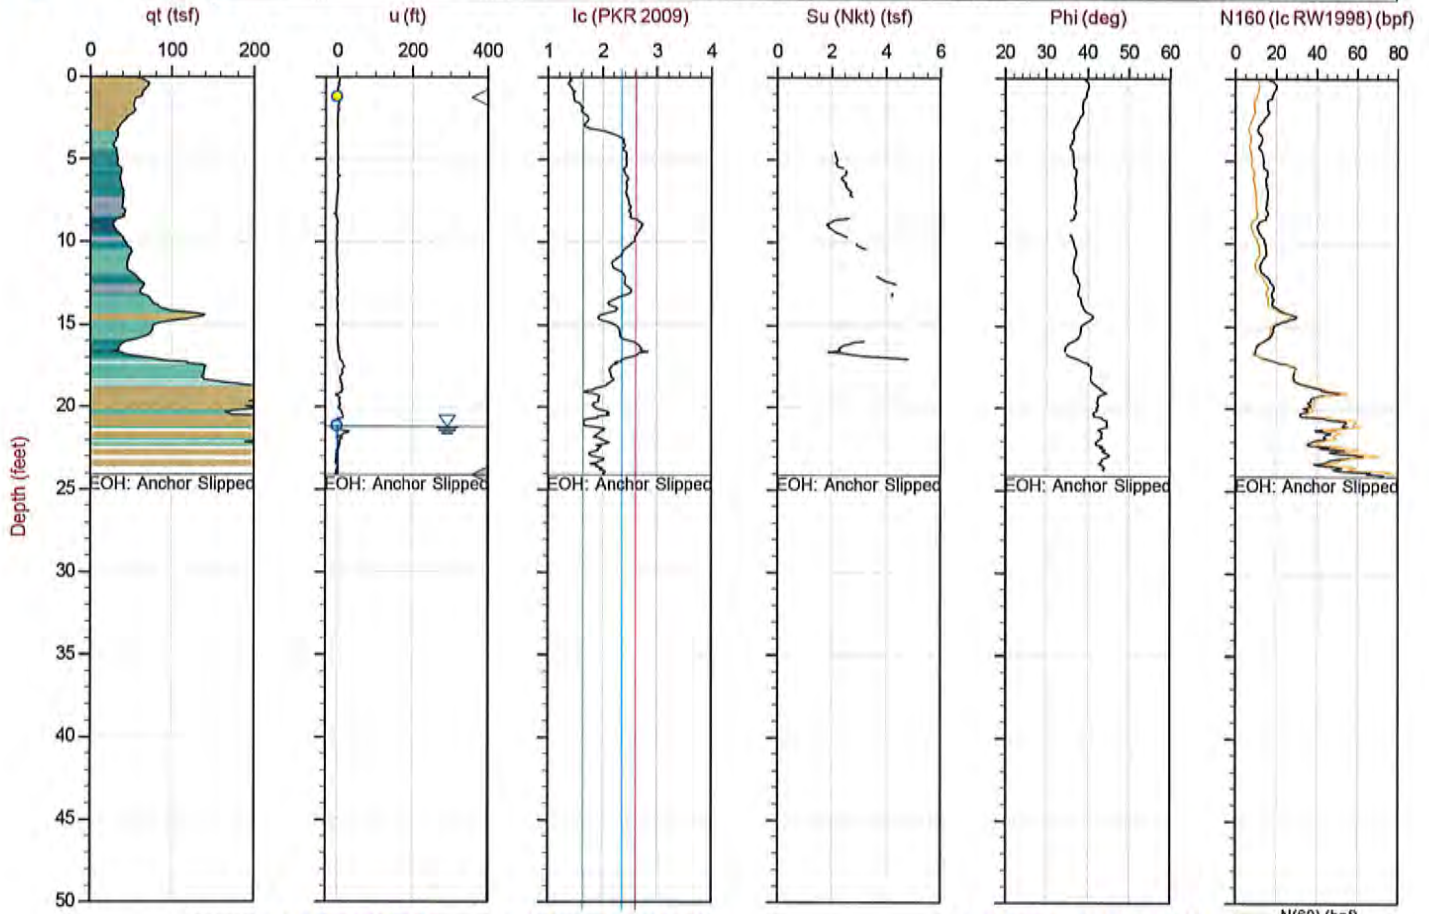 qt (tsf) u (ft) Ic (PKR 2009) Su (Nkt) (tsf) Phi (deg) N160 (Ic RW1998) (bpf)
0 100 200 0 200 400 1 2 3 4 0 2 4 6 20 30 40 50 60 0 20 40 60 80
0
5
10
15
20
EOH: Anchor Slipped EOH: Anchor Slipped EOH: Anchor Slipped EOH: Anchor Slipped EOH: Anchor Slipped EOH: Anchor Slipped
25
30
35
40
45
50
Depth (feet)
N(60) (bpf)